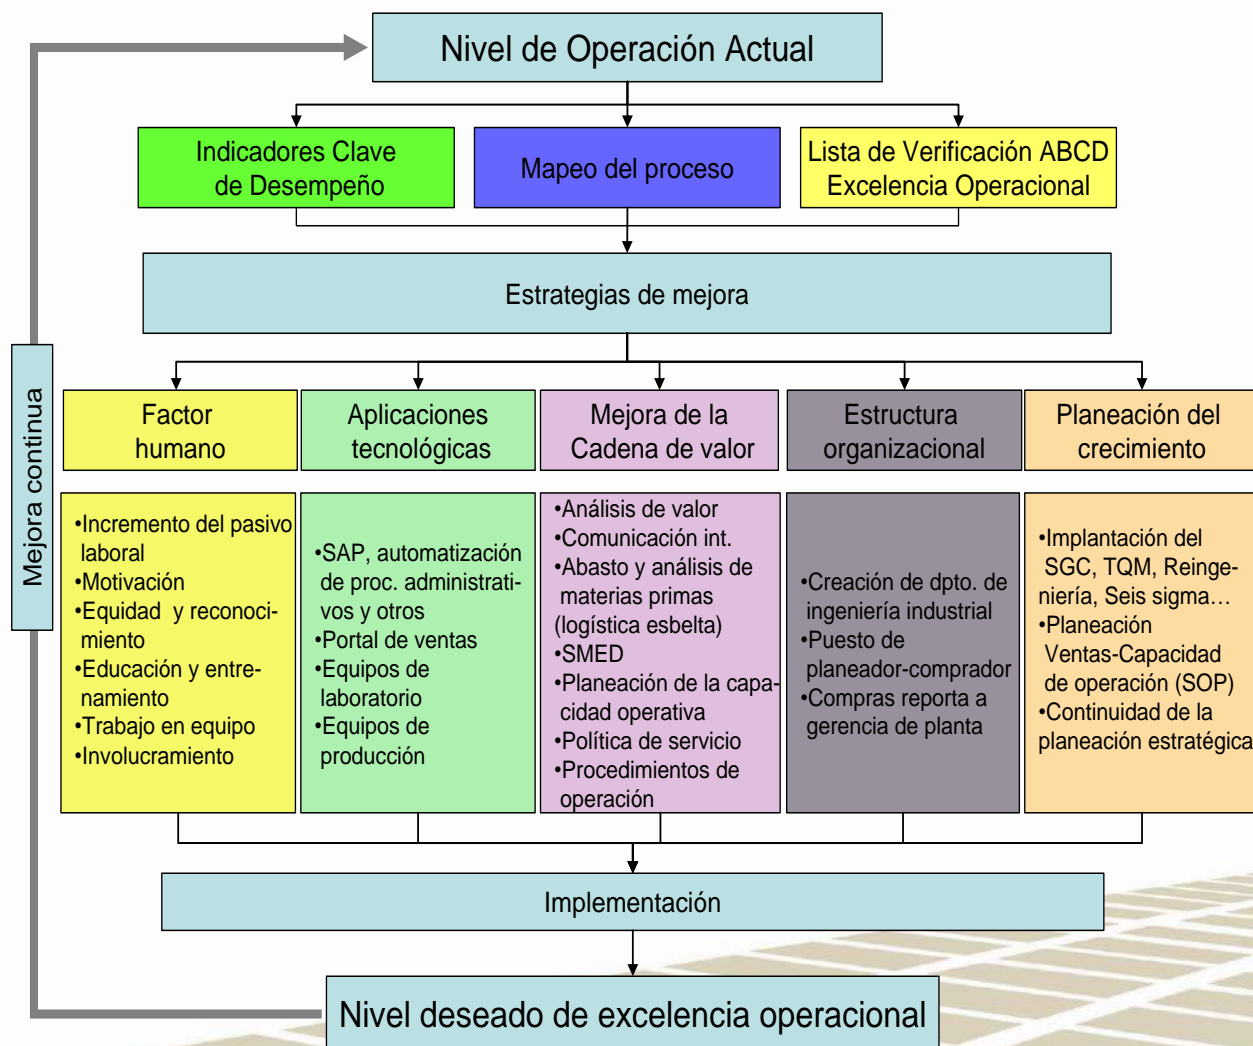 Nivel de Operación Actual
Indicadores Clave
de Desempeño
Mapeo del proceso
Lista de Verificación ABCD
Excelencia Operacional
Estrategias de mejora
Mejora continua
Factor
humano
Aplicaciones
tecnológicas
Mejora de la
Cadena de valor
Estructura
organizacional
Planeación del
crecimiento
•Incremento del pasivo
laboral
•Motivación
•Equidad y reconoci-
miento
•Educación y entre-
namiento
•Trabajo en equipo
•Involucramiento
•SAP, automatización
de proc. administrati-
vos y otros
•Portal de ventas
•Equipos de
laboratorio
•Equipos de
producción
•Análisis de valor
•Comunicación int.
•Abasto y análisis de
materias primas
(logística esbelta)
•SMED
•Planeación de la capa-
cidad operativa
•Política de servicio
•Procedimientos de
operación
•Creación de dpto. de
ingeniería industrial
•Puesto de
planeador-comprador
•Compras reporta a
gerencia de planta
•Implantación del
SGC, TQM, Reinge-
niería, Seis sigma…
•Planeación
Ventas-Capacidad
de operación (SOP)
•Continuidad de la
planeación estratégica
Implementación
Nivel deseado de excelencia operacional